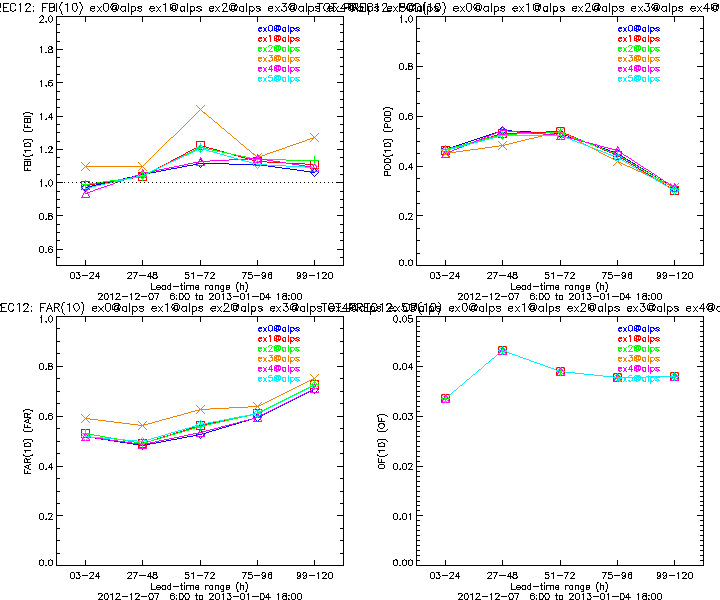 REC12: FBI(10) ex0@alps ex1@alps ex2@alps ex3@alps
ex0@alps ex1@alps ex2@alps ex3@alps ex4@
2.0
1.8
1.6
1.4
1.2
1.0
0.8
0.6
FBI(10) (FBI)
ex0@alps
ex1@alps
ex2@alps
ex3@alps
ex4@alps
ex5@alps
03-24 27-48 51-72 75-96 99-120
Lead-time range (h)
2012-12-07 6:00 to 2013-01-04 18:00
1.0
0.8
0.6
0.4
0.2
0.0
POD(10) (POD)
ex0@alps
ex1@alps
ex2@alps
ex3@alps
ex4@alps
ex5@alps
03-24 27-48 51-72 75-96 99-120
Lead-time range (h)
2012-12-07 6:00 to 2013-01-04 18:00
REC12: FAR(10) ex0@alps ex1@alps ex2@alps ex3@alps
ex0@alps ex1@alps ex2@alps ex3@alps ex4@
1.0
0.8
0.6
0.4
0.2
0.0
FAR(10) (FAR)
ex0@alps
ex1@alps
ex2@alps
ex3@alps
ex4@alps
ex5@alps
03-24 27-48 51-72 75-96 99-120
Lead-time range (h)
2012-12-07 6:00 to 2013-01-04 18:00
0.05
0.04
0.03
0.02
0.01
0.00
OF(10) (OF)
ex0@alps
ex1@alps
ex2@alps
ex3@alps
ex4@alps
ex5@alps
03-24 27-48 51-72 75-96 99-120
Lead-time range (h)
2012-12-07 6:00 to 2013-01-04 18:00